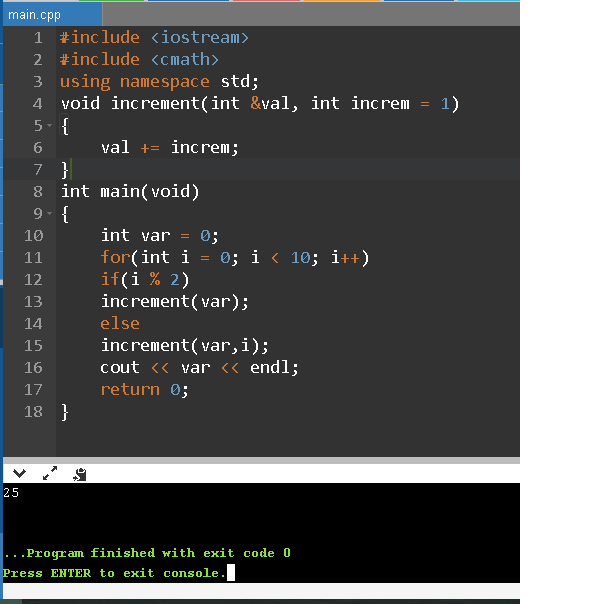 main.cpp
1 #include <iostream>
2 #include <cmath>
3 using namespace std;
4 void increment(int &val, int increm = 1)
5 {
6 val += increm;
7 }
8 int main(void)
9 {
10 int var = 0;
11 for(int i = 0; i < 10; i++)
12 if(i % 2)
13 increment(var);
14 else
15 increment(var,i);
16 cout << var << endl;
17 return 0;
18 }
25
...Program finished with exit code 0
Press ENTER to exit console.